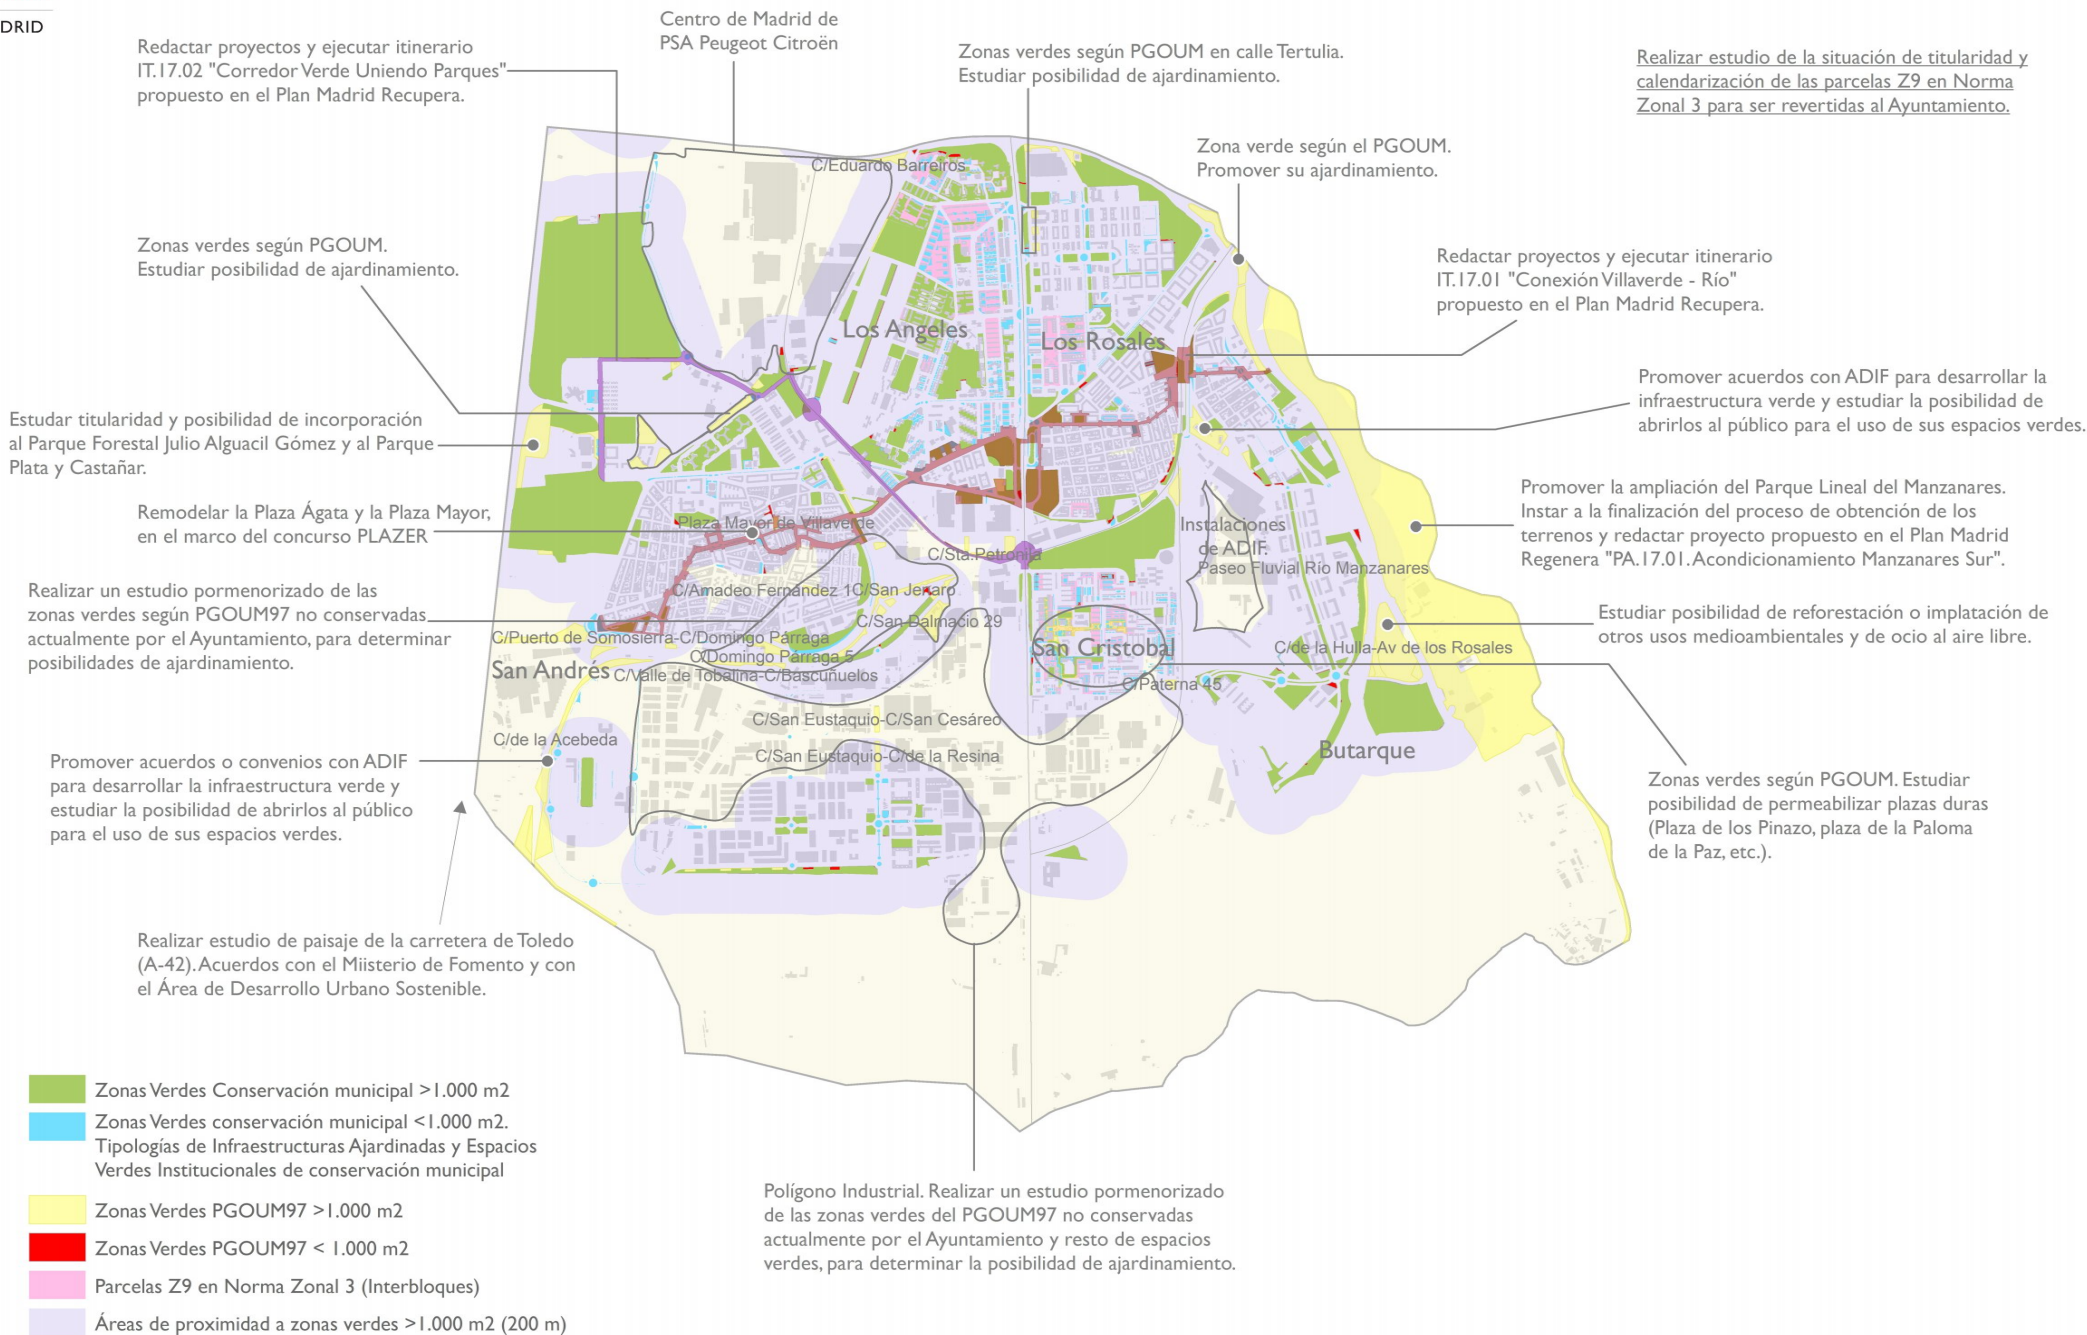 DRID
Centro de Madrid de
PSA Peugeot Citroën
Redactar proyectos y ejecutar itinerario
IT.17.02 "Corredor Verde Uniendo Parques"
propuesto en el Plan Madrid Recupera.
Zonas verdes según PGOUM en calle Tertulia.
Estudiar posibilidad de ajardinamiento.
Realizar estudio de la situación de titularidad y
calendarización de las parcelas Z9 en Norma
Zonal 3 para ser revertidas al Ayuntamiento.
Zona verde según el PGOUM.
Promover su ajardinamiento.
C/Eduardo Barreiros
Zonas verdes según PGOUM.
Estudiar posibilidad de ajardinamiento.
Redactar proyectos y ejecutar itinerario
IT.17.01 "Conexión Villaverde - Río"
propuesto en el Plan Madrid Recupera.
Los Angeles
Los Rosales
Promover acuerdos con ADIF para desarrollar la
infraestructura verde y estudiar la posibilidad de
abrirlos al público para el uso de sus espacios verdes.
Estudar titularidad y posibilidad de incorporación
al Parque Forestal Julio Alguacil Gómez y al Parque
Plata y Castañar.
Promover la ampliación del Parque Lineal del Manzanares.
Instar a la finalización del proceso de obtención de los
terrenos y redactar proyecto propuesto en el Plan Madrid
Regenera "PA.17.01. Acondicionamiento Manzanares Sur".
Remodelar la Plaza Ágata y la Plaza Mayor,
en el marco del concurso PLAZER
Plaza Mayor de Villaverde
Instalaciones
de ADIF.
C/Sta.Petronila
Paseo Fluvial Río Manzanares
Realizar un estudio pormenorizado de las
zonas verdes según PGOUM97 no conservadas
actualmente por el Ayuntamiento, para determinar
posibilidades de ajardinamiento.
C/Amadeo Fernández 1
C/San Jenaro
C/San Dalmacio 29
Estudiar posibilidad de reforestación o implatación de
otros usos medioambientales y de ocio al aire libre.
C/Puerto de Somosierra-C/Domingo Párraga
C/Domingo Párraga 5
San Cristobal
C/de la Hulla-Av de los Rosales
San Andrés
C/Valle de Tobalina-C/Bascuñuelos
C/Paterna 45
C/San Eustaquio-C/San Cesáreo
C/de la Acebeda
C/San Eustaquio-C/de la Resina
Butarque
Promover acuerdos o convenios con ADIF
para desarrollar la infraestructura verde y
estudiar la posibilidad de abrirlos al público
para el uso de sus espacios verdes.
Zonas verdes según PGOUM. Estudiar
posibilidad de permeabilizar plazas duras
(Plaza de los Pinazo, plaza de la Paloma
de la Paz, etc.).
Realizar estudio de paisaje de la carretera de Toledo
(A-42). Acuerdos con el Miisterio de Fomento y con
el Área de Desarrollo Urbano Sostenible.
Zonas Verdes Conservación municipal >1.000 m2
Zonas Verdes conservación municipal <1.000 m2.
Tipologías de Infraestructuras Ajardinadas y Espacios
Verdes Institucionales de conservación municipal
Zonas Verdes PGOUM97 >1.000 m2
Zonas Verdes PGOUM97 < 1.000 m2
Parcelas Z9 en Norma Zonal 3 (Interbloques)
Áreas de proximidad a zonas verdes >1.000 m2 (200 m)
Polígono Industrial. Realizar un estudio pormenorizado
de las zonas verdes del PGOUM97 no conservadas
actualmente por el Ayuntamiento y resto de espacios
verdes, para determinar la posibilidad de ajardinamiento.